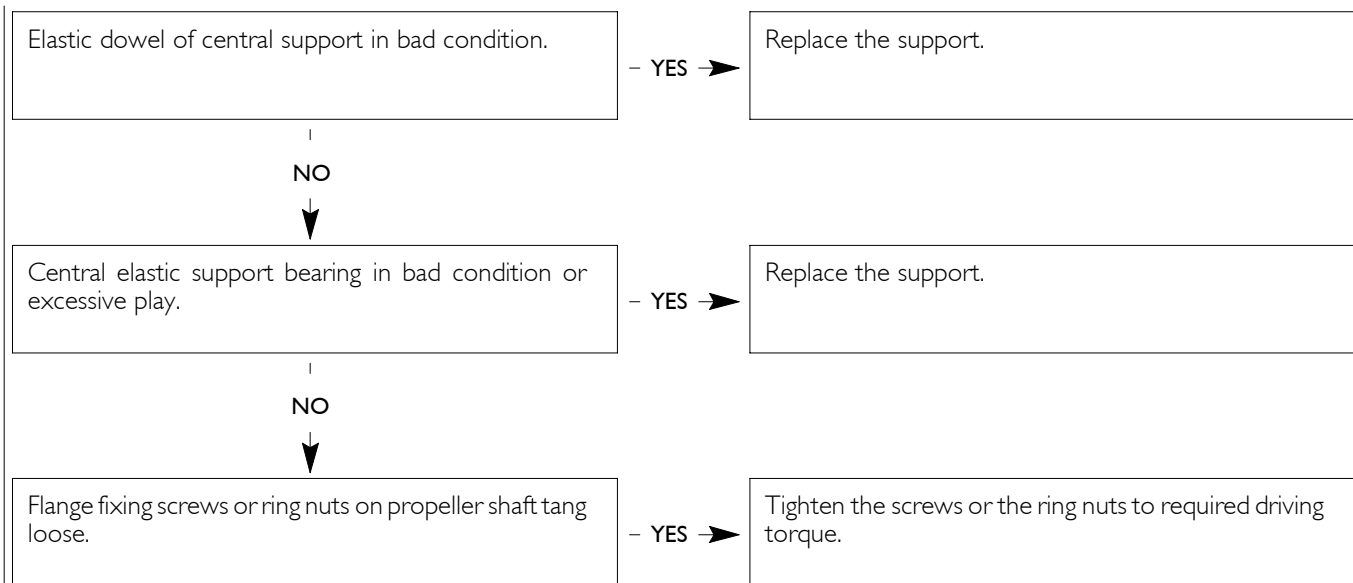 Elastic dowel of central support in bad condition.
– YES
Replace the support.
NO
Central elastic support bearing in bad condition or
excessive play.
– YES
Replace the support.
NO
Flange fixing screws or ring nuts on propeller shaft tang
loose.
– YES
Tighten the screws or the ring nuts to required driving
torque.